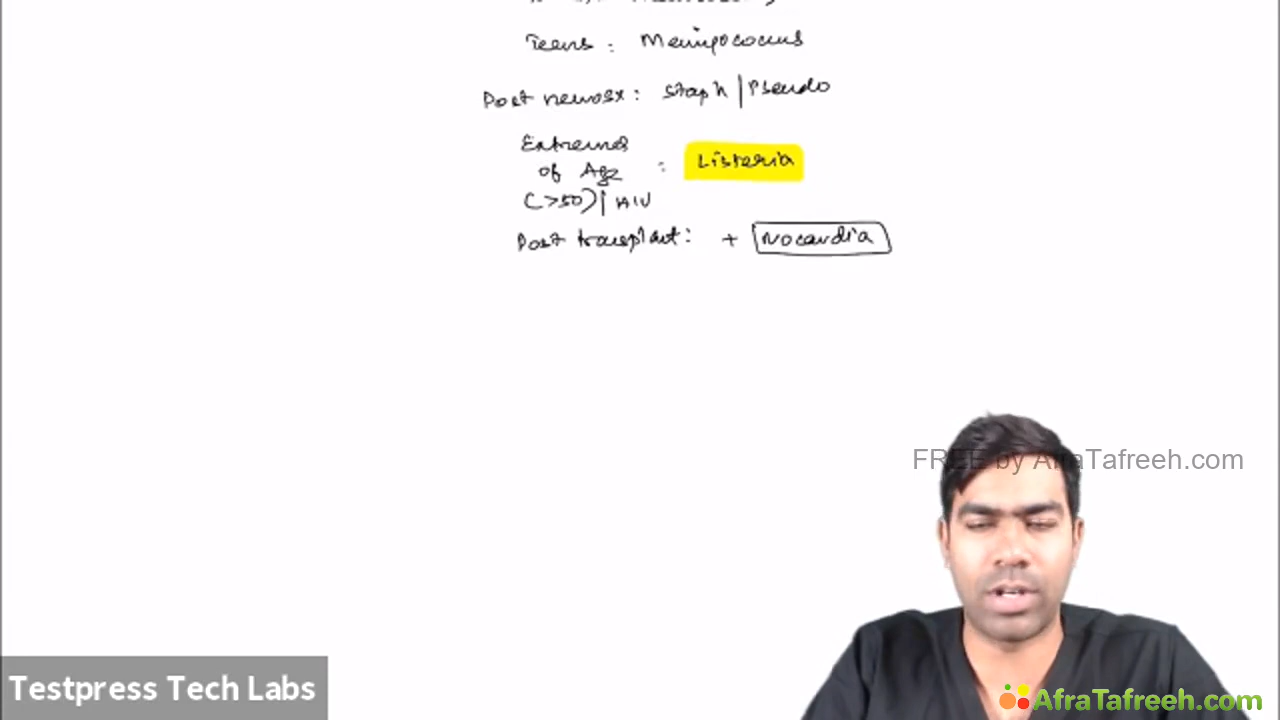 Teens : Meningococcus
Post neurosx : Staph | Pseudo
Extremes
of Age : Listeria
(>50) | HIV
Post transplant : + Nocardia
FREE by AfraTafreeh.com
Testpress Tech Labs
AfraTafreeh.com